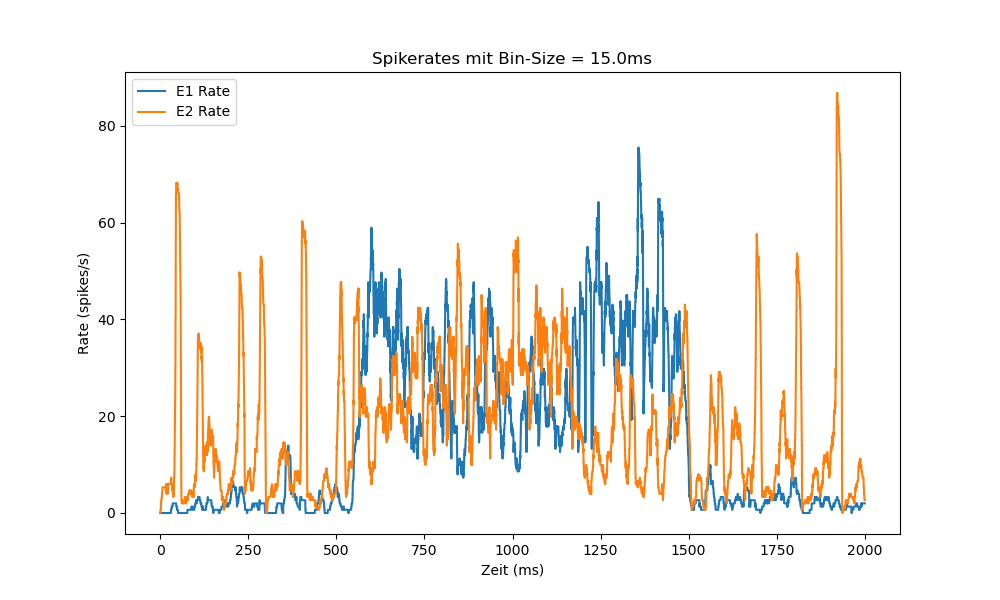 Spikerates mit Bin-Size = 15.0ms
E1 Rate
E2 Rate
Rate (spikes/s)
80
60
40
20
0
0 250 500 750 1000 1250 1500 1750 2000
Zeit (ms)